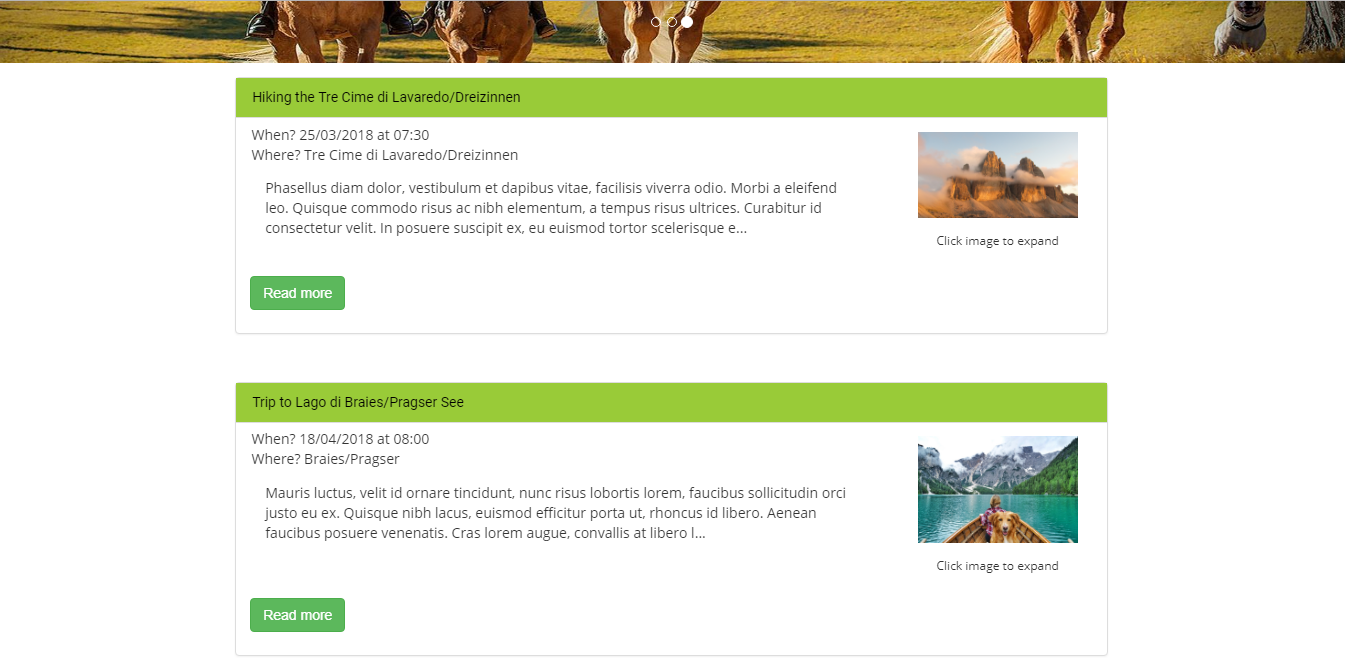 Hiking the Tre Cime di Lavaredo/Dreizinnen
When? 25/03/2018 at 07:30
Where? Tre Cime di Lavaredo/Dreizinnen
Phasellus diam dolor, vestibulum et dapibus vitae, facilisis viverra odio. Morbi a eleifend
leo. Quisque commodo risus ac nibh elementum, a tempus risus ultrices. Curabitur id
consectetur velit. In posuere suscipit ex, eu euismod tortor scelerisque e...
Click image to expand
Read more
Trip to Lago di Braies/Pragser See
When? 18/04/2018 at 08:00
Where? Braies/Pragser
Mauris luctus, velit id ornare tincidunt, nunc risus lobortis lorem, faucibus sollicitudin orci
justo eu ex. Quisque nibh lacus, euismod efficitur porta ut, rhoncus id libero. Aenean
faucibus posuere venenatis. Cras lorem augue, convallis at libero l...
Click image to expand
Read more